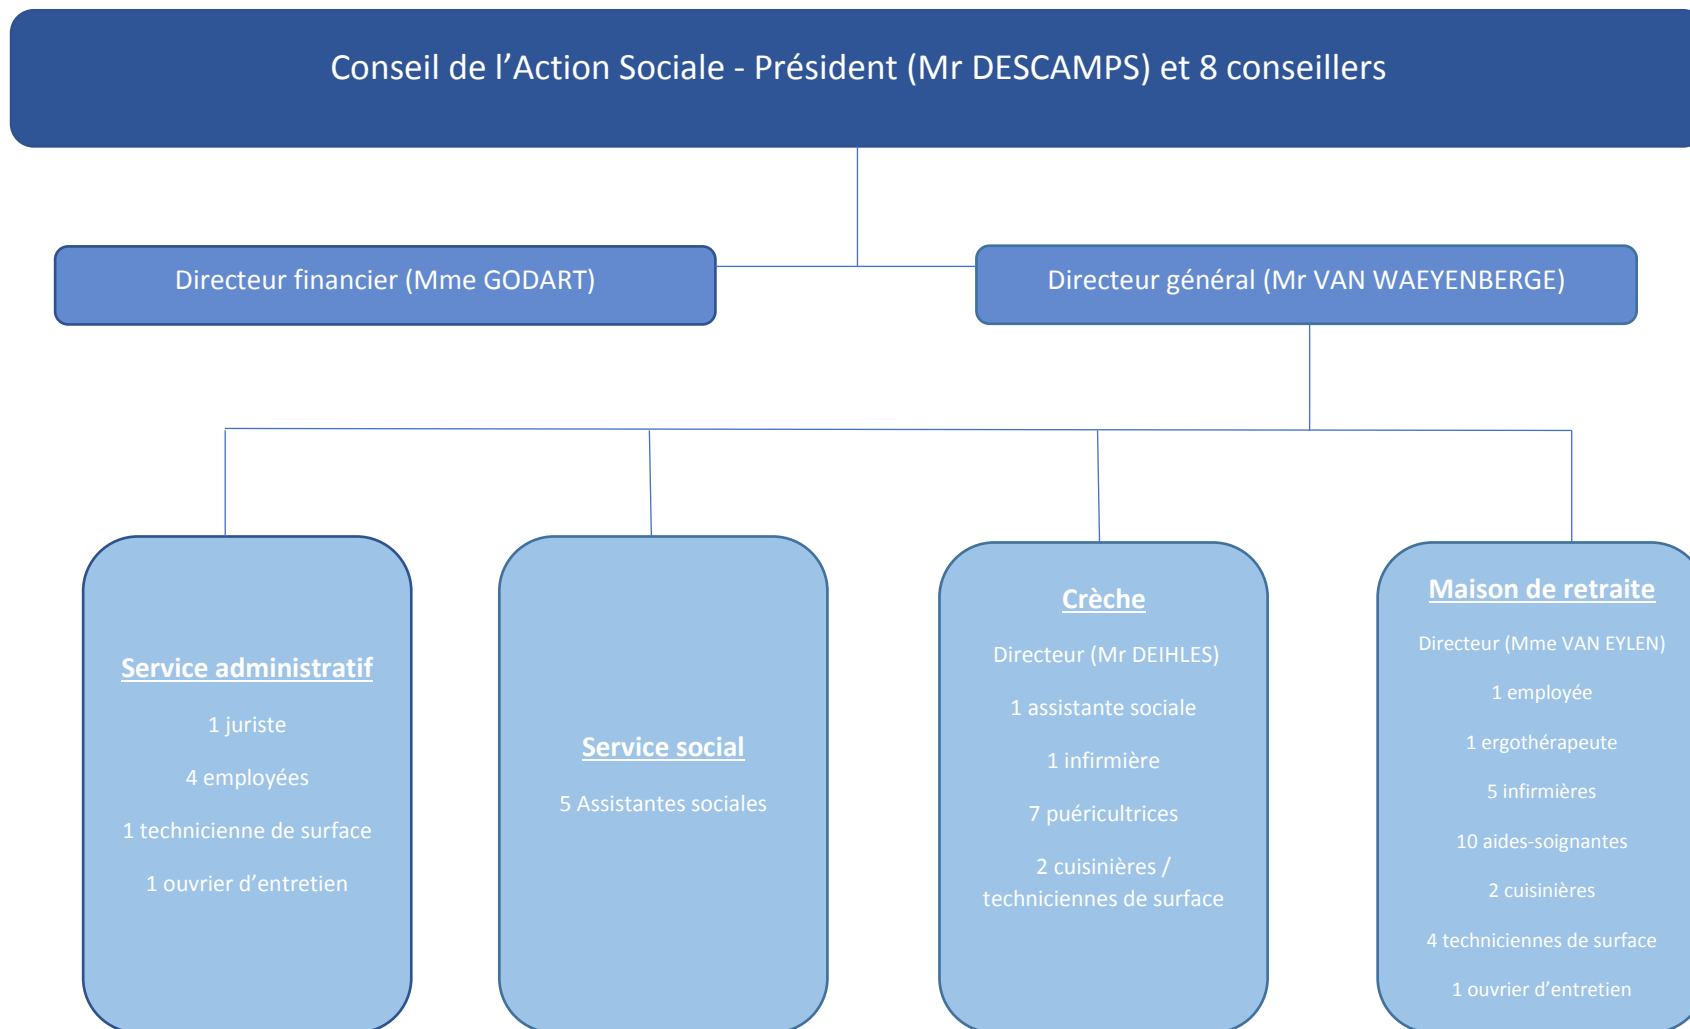 Conseil de l’Action Sociale - Président (Mr DESCAMPS) et 8 conseillers
Directeur financier (Mme GODART)
Directeur général (Mr VAN WAEYENBERGE)
Service administratif
1 juriste
4 employées
1 technicienne de surface
1 ouvrier d’entretien
Service social
5 Assistantes sociales
Crèche
Directeur (Mr DEIHLES)
1 assistante sociale
1 infirmière
7 puéricultrices
2 cuisinières /
techniciennes de surface
Maison de retraite
Directeur (Mme VAN EYLEN)
1 employée
1 ergothérapeute
5 infirmières
10 aides-soignantes
2 cuisinières
4 techniciennes de surface
1 ouvrier d’entretien